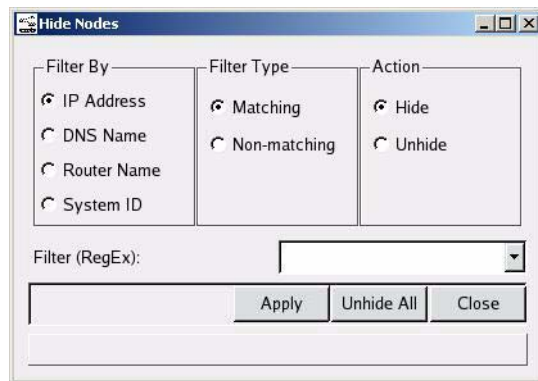 Hide Nodes
Filter By
IP Address
DNS Name
Router Name
System ID
Filter Type
Matching
Non-matching
Action
Hide
Unhide
Filter (RegEx):
Apply
Unhide All
Close